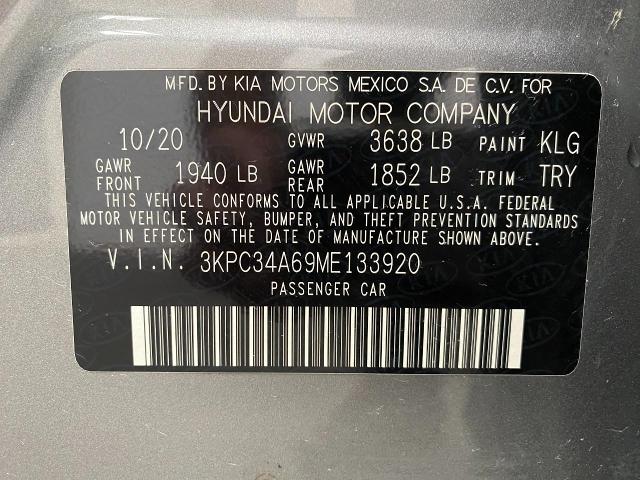 MFD. BY KIA MOTORS MEXICO S.A. DE C.V. FOR
HYUNDAI MOTOR COMPANY
10/20 GVWR 3638 LB PAINT KLG
GAWR FRONT 1940 LB GAWR REAR 1852 LB TRIM TRY
THIS VEHICLE CONFORMS TO ALL APPLICABLE U.S.A. FEDERAL
MOTOR VEHICLE SAFETY, BUMPER, AND THEFT PREVENTION STANDARDS
IN EFFECT ON THE DATE OF MANUFACTURE SHOWN ABOVE.
V.I.N. 3KPC34A69ME133920
PASSENGER CAR